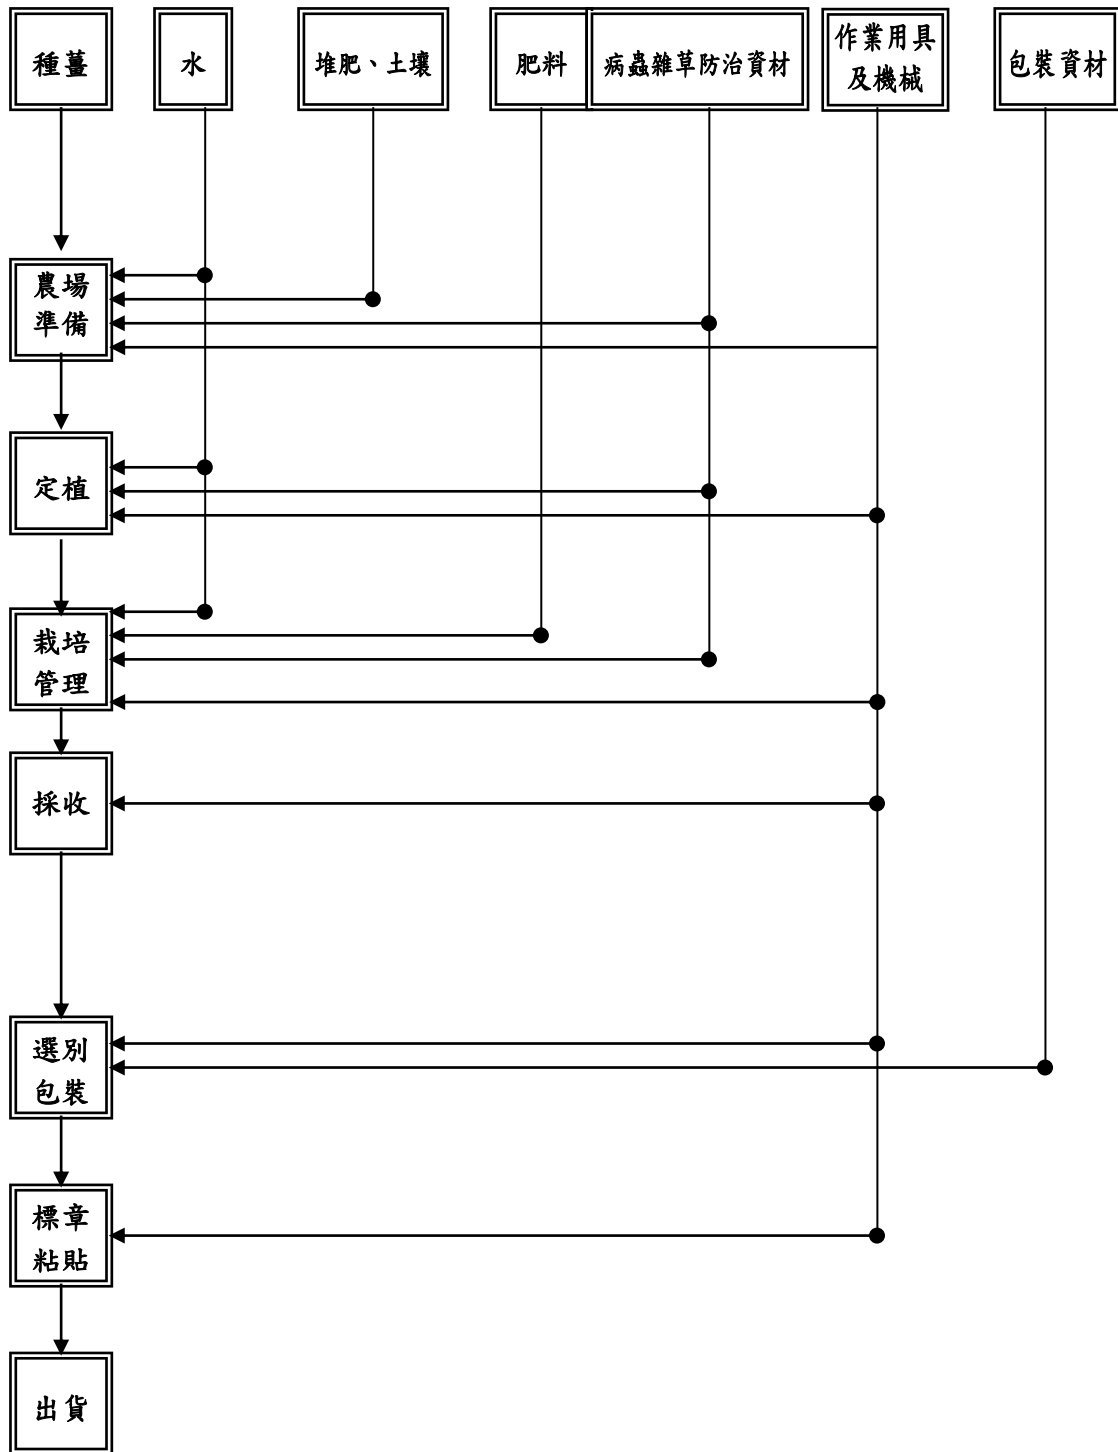 種薑
水
堆肥、土壤
肥料
病蟲雜草防治資材
作業用具
及機械
包裝資材
農場
準備
定植
栽培
管理
採收
選別
包裝
標章
粘貼
出貨